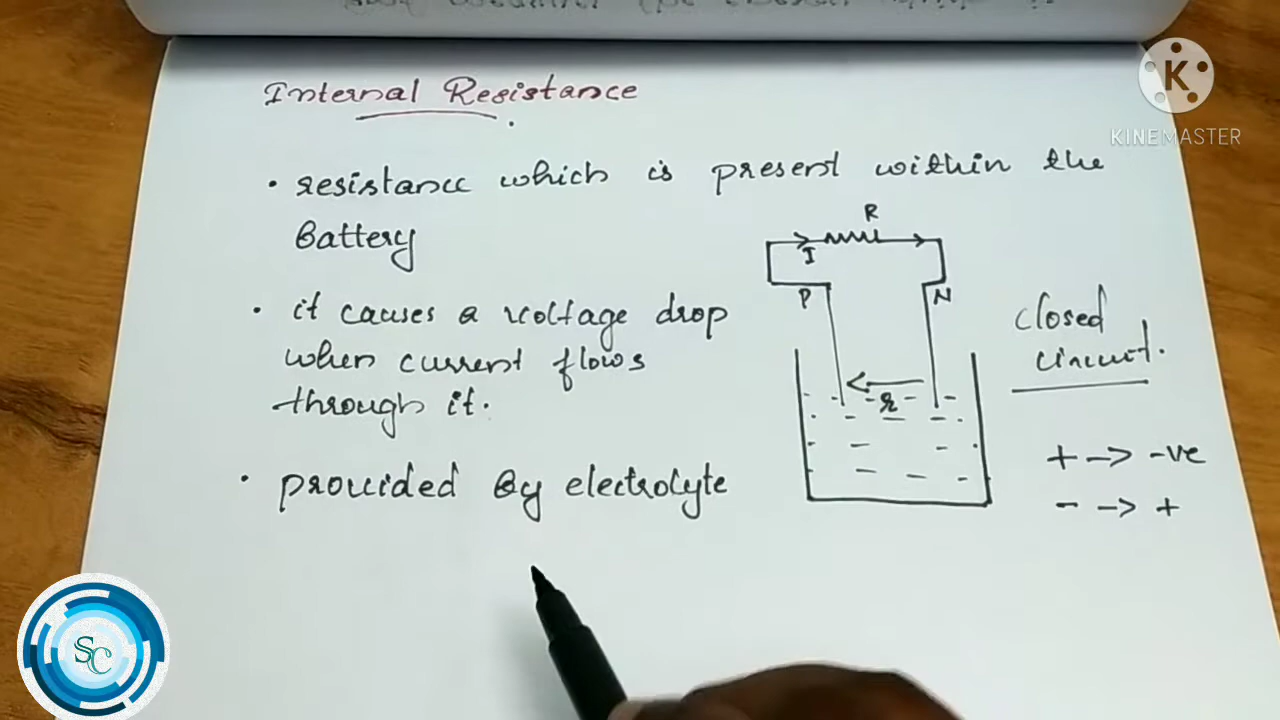 Internal Resistance
• resistance which is present within the
Battery
• it causes a voltage drop
when current flows
through it.
• provided by electrolyte
R
I
P
N
r
closed
circuit.
+ -> -ve
- -> +
K
KINEMASTER
SC